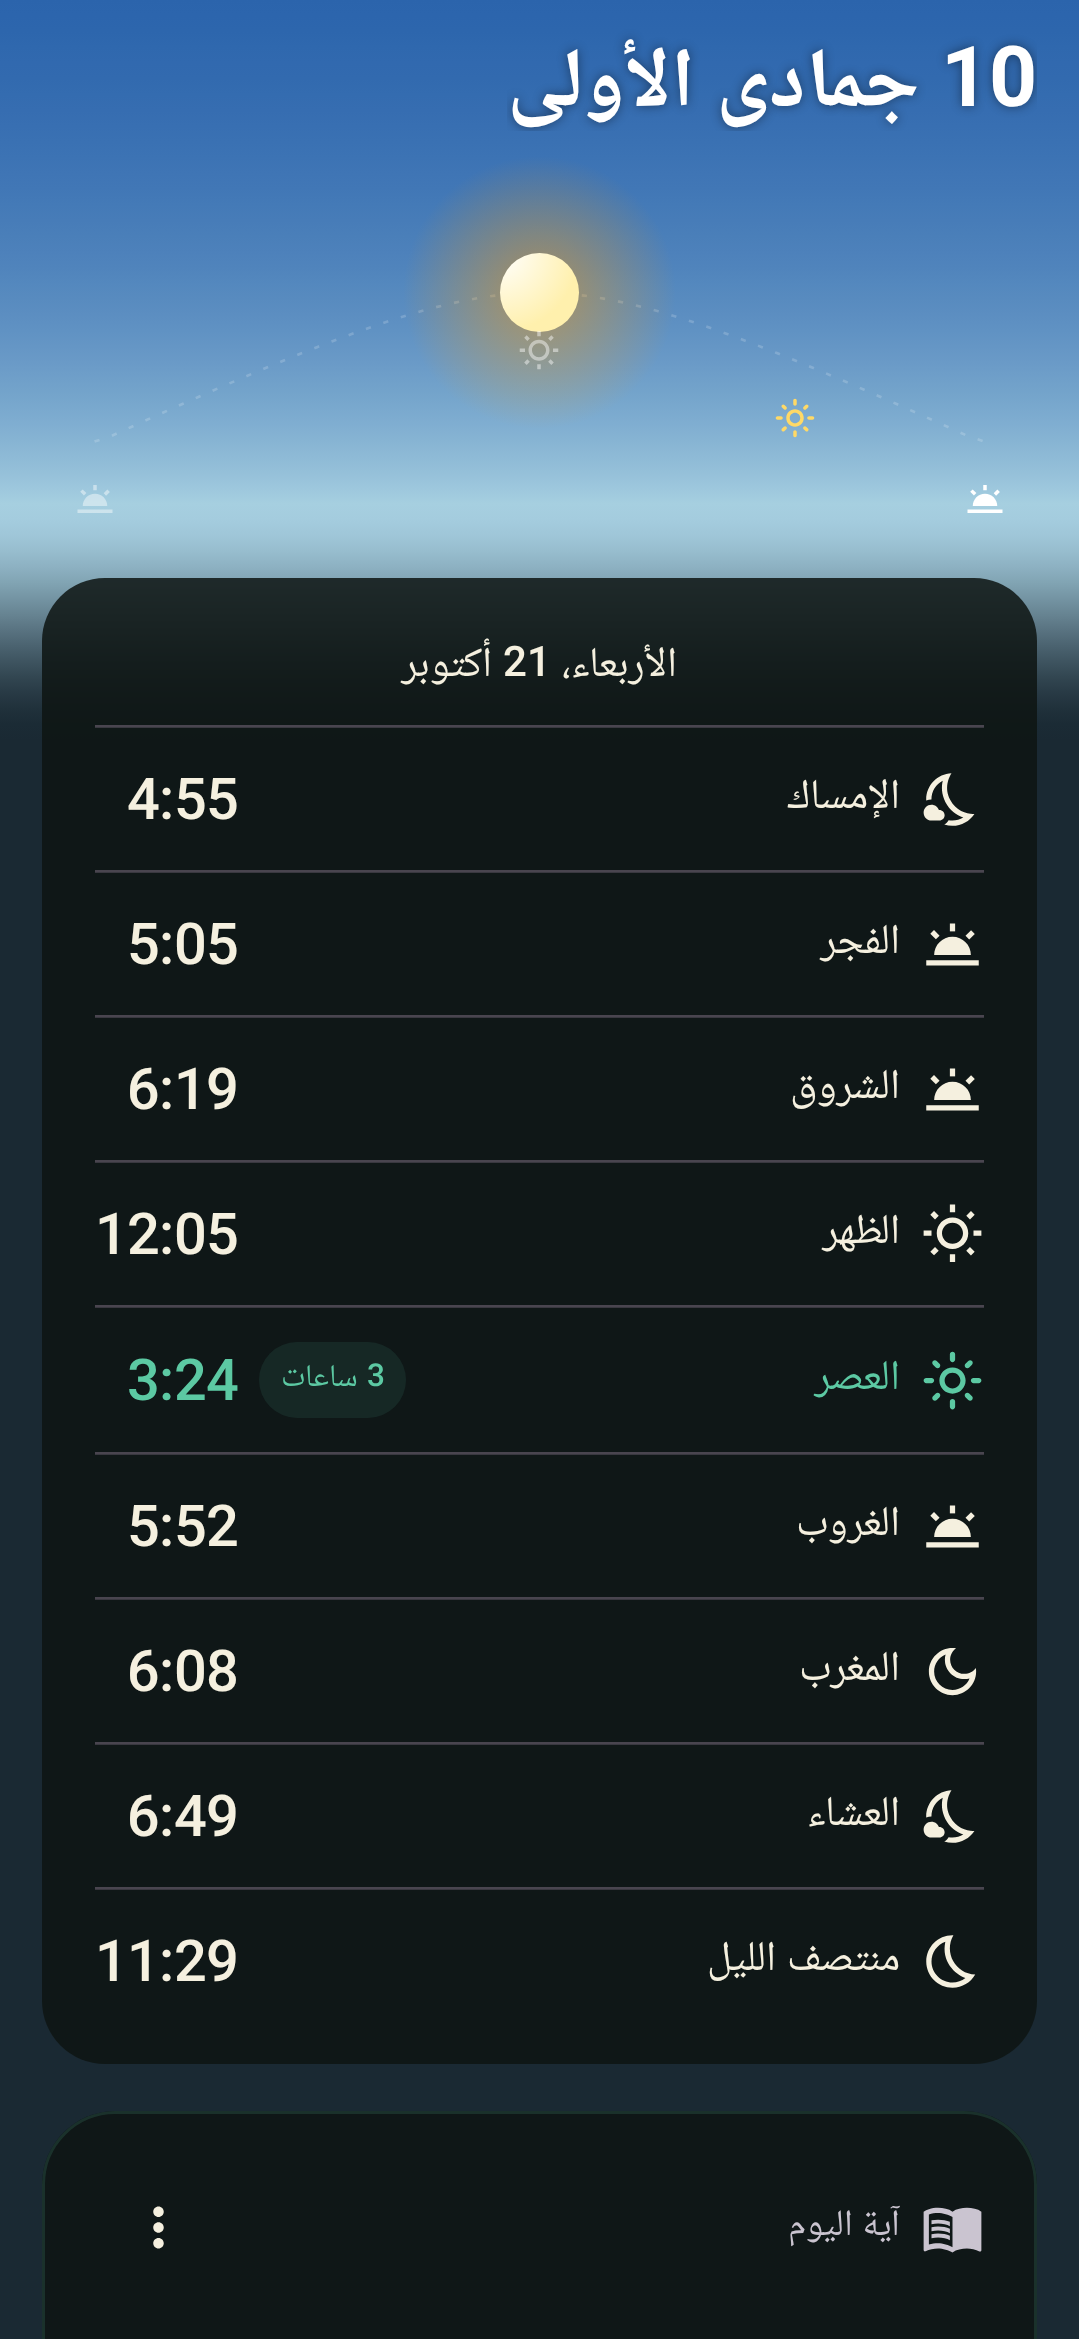 10 جمادى الأولى
الأربعاء، 21 أكتوبر
الإمساك 4:55
الفجر 5:05
الشروق 6:19
الظهر 12:05
العصر 3 ساعات 3:24
الغروب 5:52
المغرب 6:08
العشاء 6:49
منتصف الليل 11:29
آية اليوم